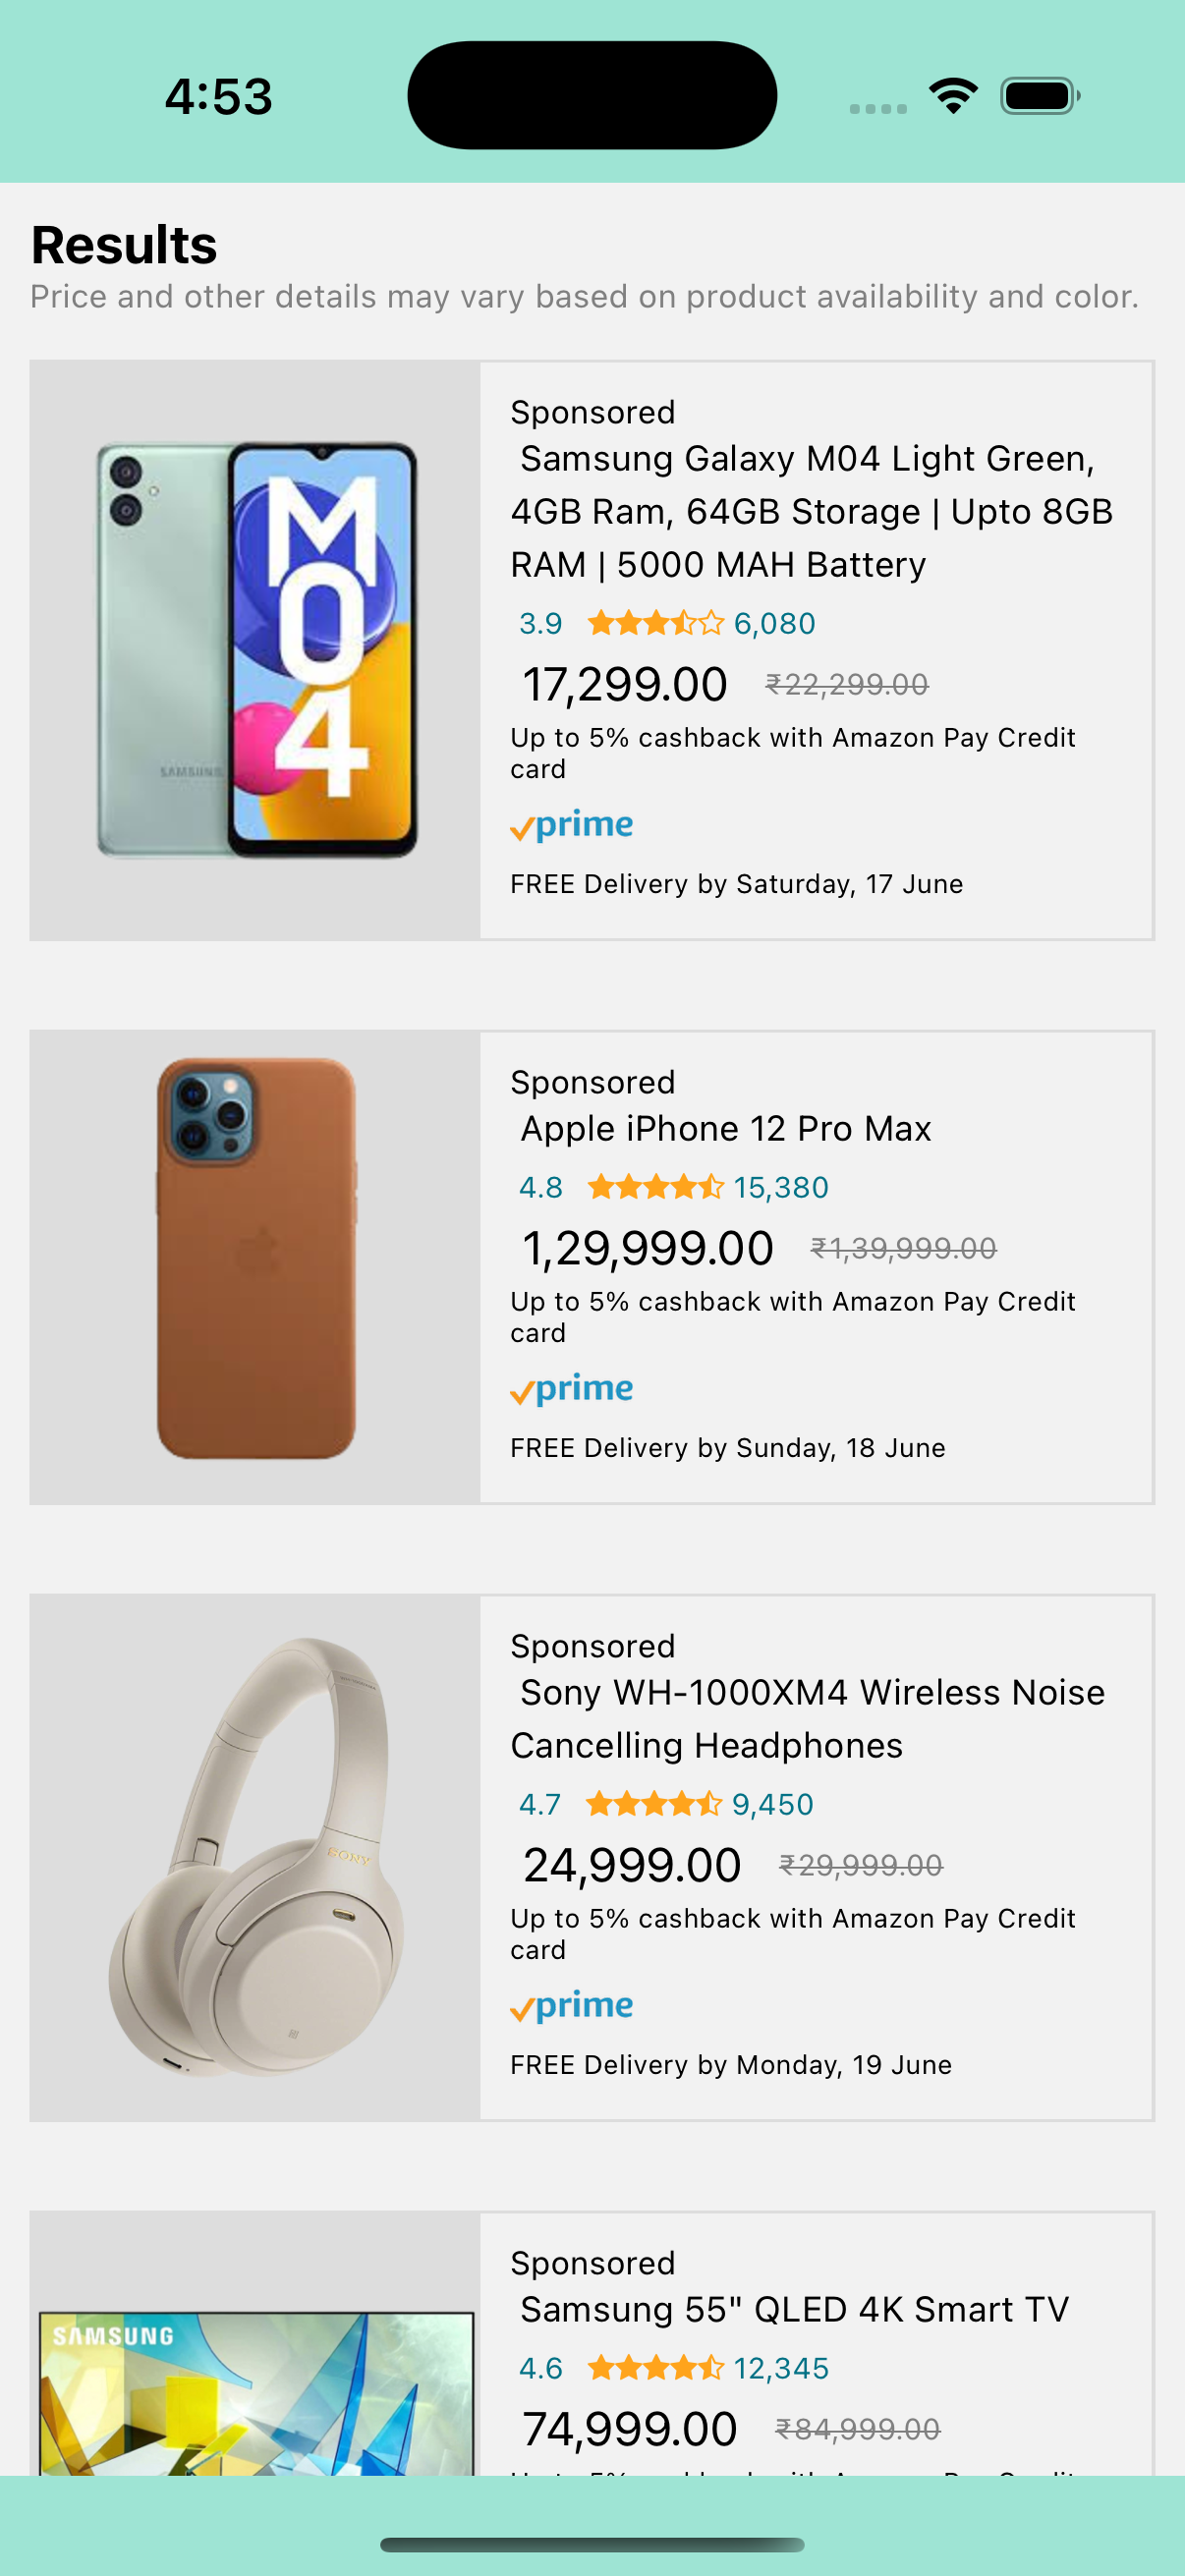 4:53
Results
Price and other details may vary based on product availability and color.
M
0
4
SAMSUNG
Sponsored
Samsung Galaxy M04 Light Green,
4GB Ram, 64GB Storage | Upto 8GB
RAM | 5000 MAH Battery
3.9 6,080
17,299.00 ₹22,299.00
Up to 5% cashback with Amazon Pay Credit
card
prime
FREE Delivery by Saturday, 17 June
Sponsored
Apple iPhone 12 Pro Max
4.8 15,380
1,29,999.00 ₹1,39,999.00
Up to 5% cashback with Amazon Pay Credit
card
prime
FREE Delivery by Sunday, 18 June
SONY
Sponsored
Sony WH-1000XM4 Wireless Noise
Cancelling Headphones
4.7 9,450
24,999.00 ₹29,999.00
Up to 5% cashback with Amazon Pay Credit
card
prime
FREE Delivery by Monday, 19 June
SAMSUNG
Sponsored
Samsung 55" QLED 4K Smart TV
4.6 12,345
74,999.00 ₹84,999.00